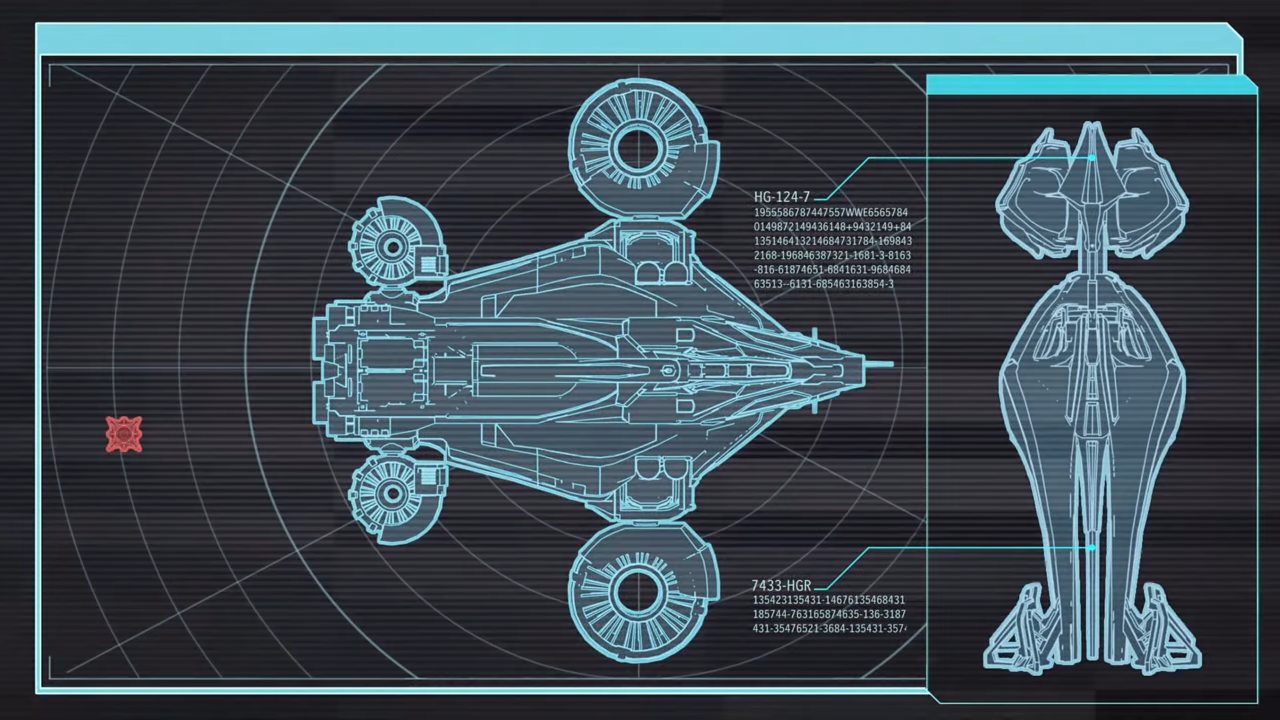 HG-124-7
1955586787447557WWE6565784
0149872149436148+9432149+84
135146413214684731784-169843
2168-196846387321-1681-3-8163
-816-61874651-6841631-9684684
63513--6131-685463163854-3
7433-HGR
135423135431-14676135468431
185744-763165874635-136-3187
431-35476521-3684-135431-357